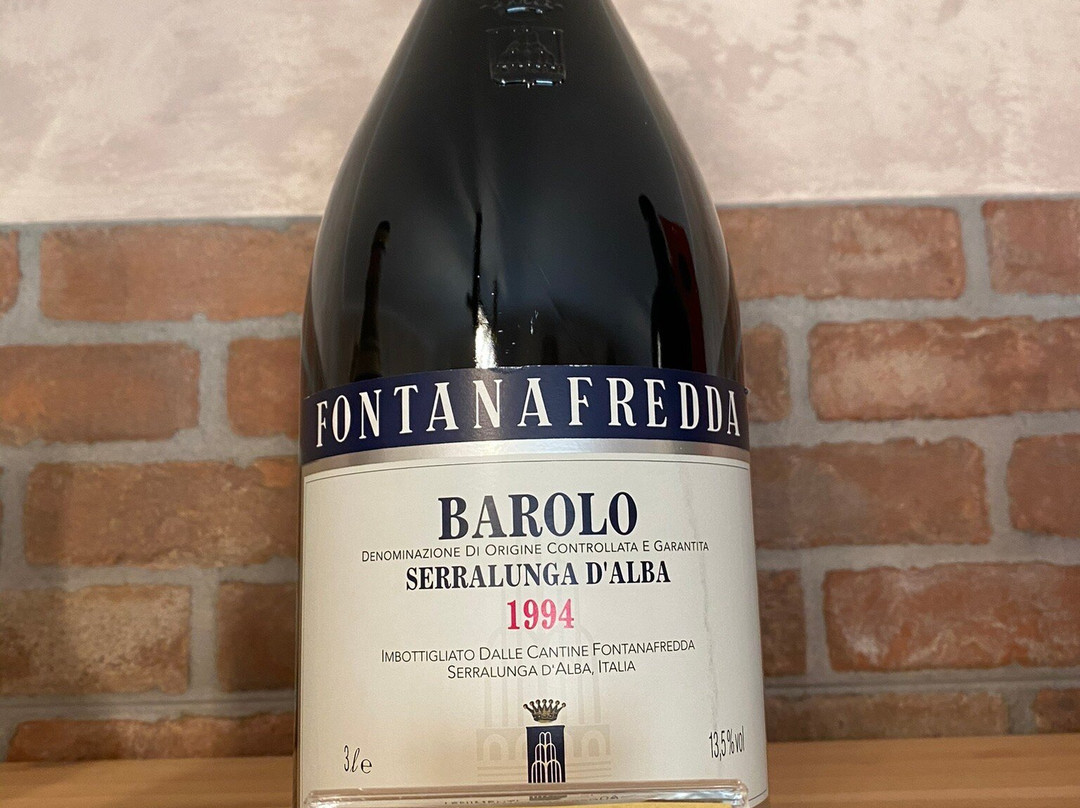 FONTANAFREDDA
BAROLO
DENOMINAZIONE DI ORIGINE CONTROLLATA E GARANTITA
SERRALUNGA D'ALBA
1994
IMBOTTIGLIATO DALLE CANTINE FONTANAFREDDA
SERRALUNGA D'ALBA, ITALIA
3ℓe
13,5%vol